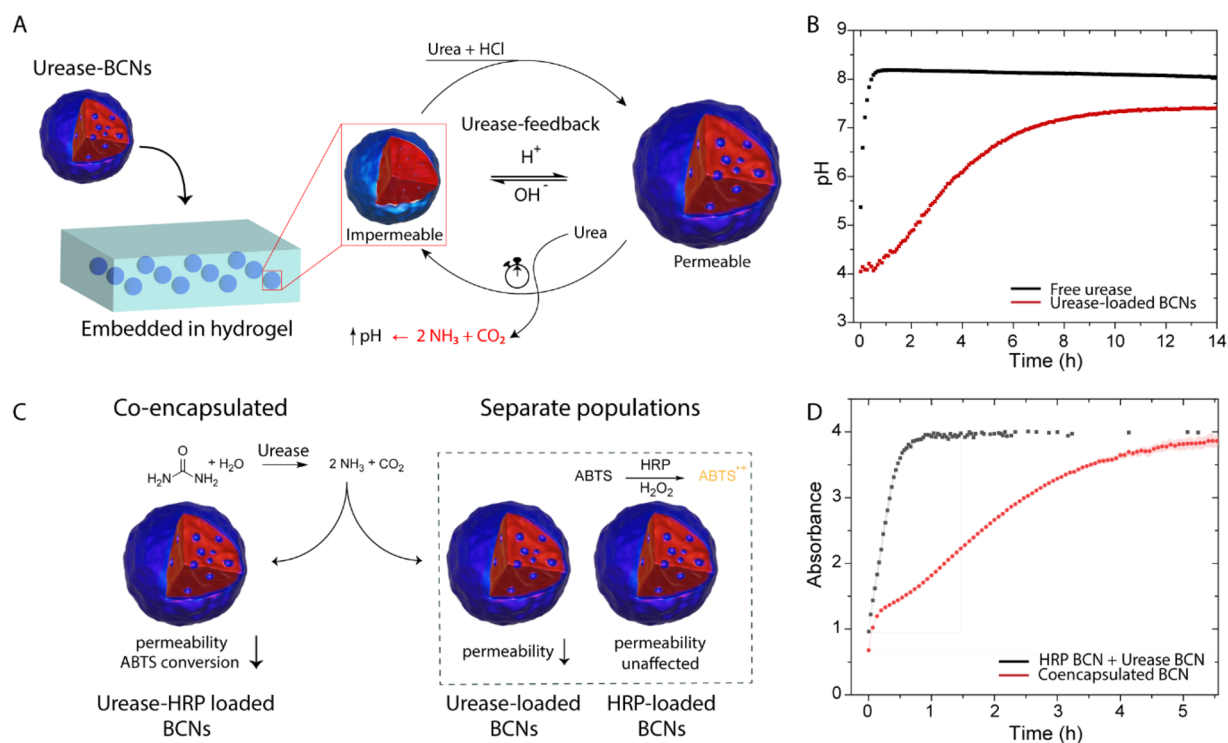 A
Urease-BCNs
Embedded in hydrogel
Impermeable
Urea + HCl
Urease-feedback
H⁺
OH⁻
Urea
Permeable
↑ pH ← 2 NH₃ + CO₂
B
9
8
7
6
5
4
3
pH
Free urease
Urease-loaded BCNs
0 2 4 6 8 10 12 14
Time (h)
C
Co-encapsulated
O
H₂N NH₂ + H₂O
Urease
2 NH₃ + CO₂
permeability
ABTS conversion ↓
Urease-HRP loaded
BCNs
Separate populations
ABTS
HRP
H₂O₂
ABTS•⁺
permeability ↓
Urease-loaded
BCNs
permeability
unaffected
HRP-loaded
BCNs
D
4
3
2
1
0
Absorbance
HRP BCN + Urease BCN
Coencapsulated BCN
0 1 2 3 4 5
Time (h)